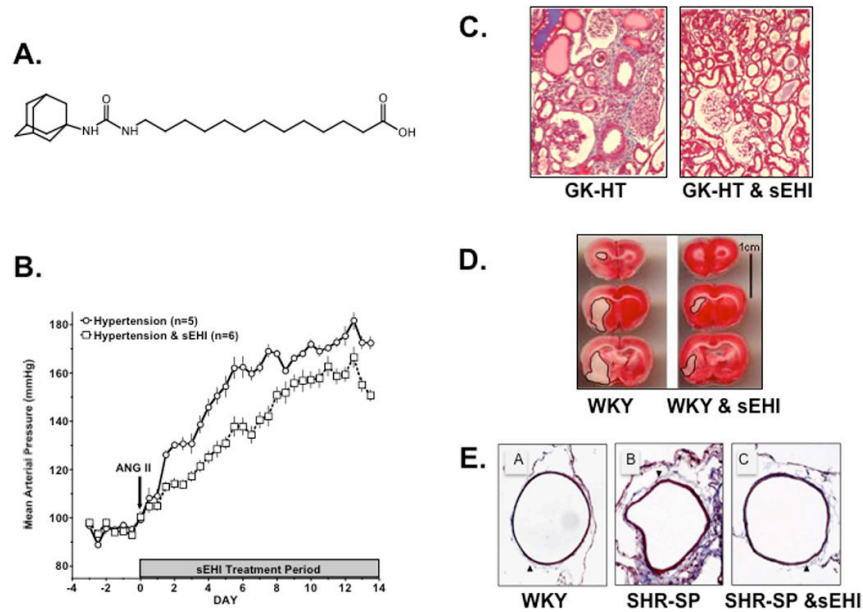 A.
O
NH
NH
O
OH
B.
Hypertension (n=5)
Hypertension & sEHI (n=6)
Mean Arterial Pressure (mmHg)
180
160
140
120
100
80
ANG II
sEHI Treatment Period
-4 -2 0 2 4 6 8 10 12 14
DAY
C.
GK-HT
GK-HT & sEHI
D.
1cm
WKY
WKY & sEHI
E.
A
B
C
WKY
SHR-SP
SHR-SP &sEHI